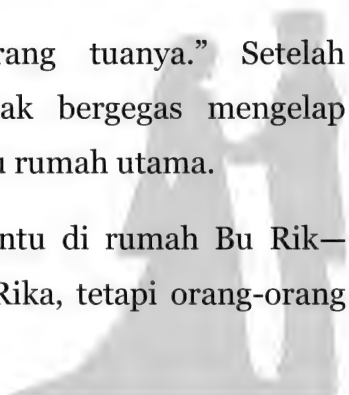 rang tuanya.” Setelah
ak bergegas mengelap
u rumah utama.
ntu di rumah Bu Rik—
Rika, tetapi orang-orang